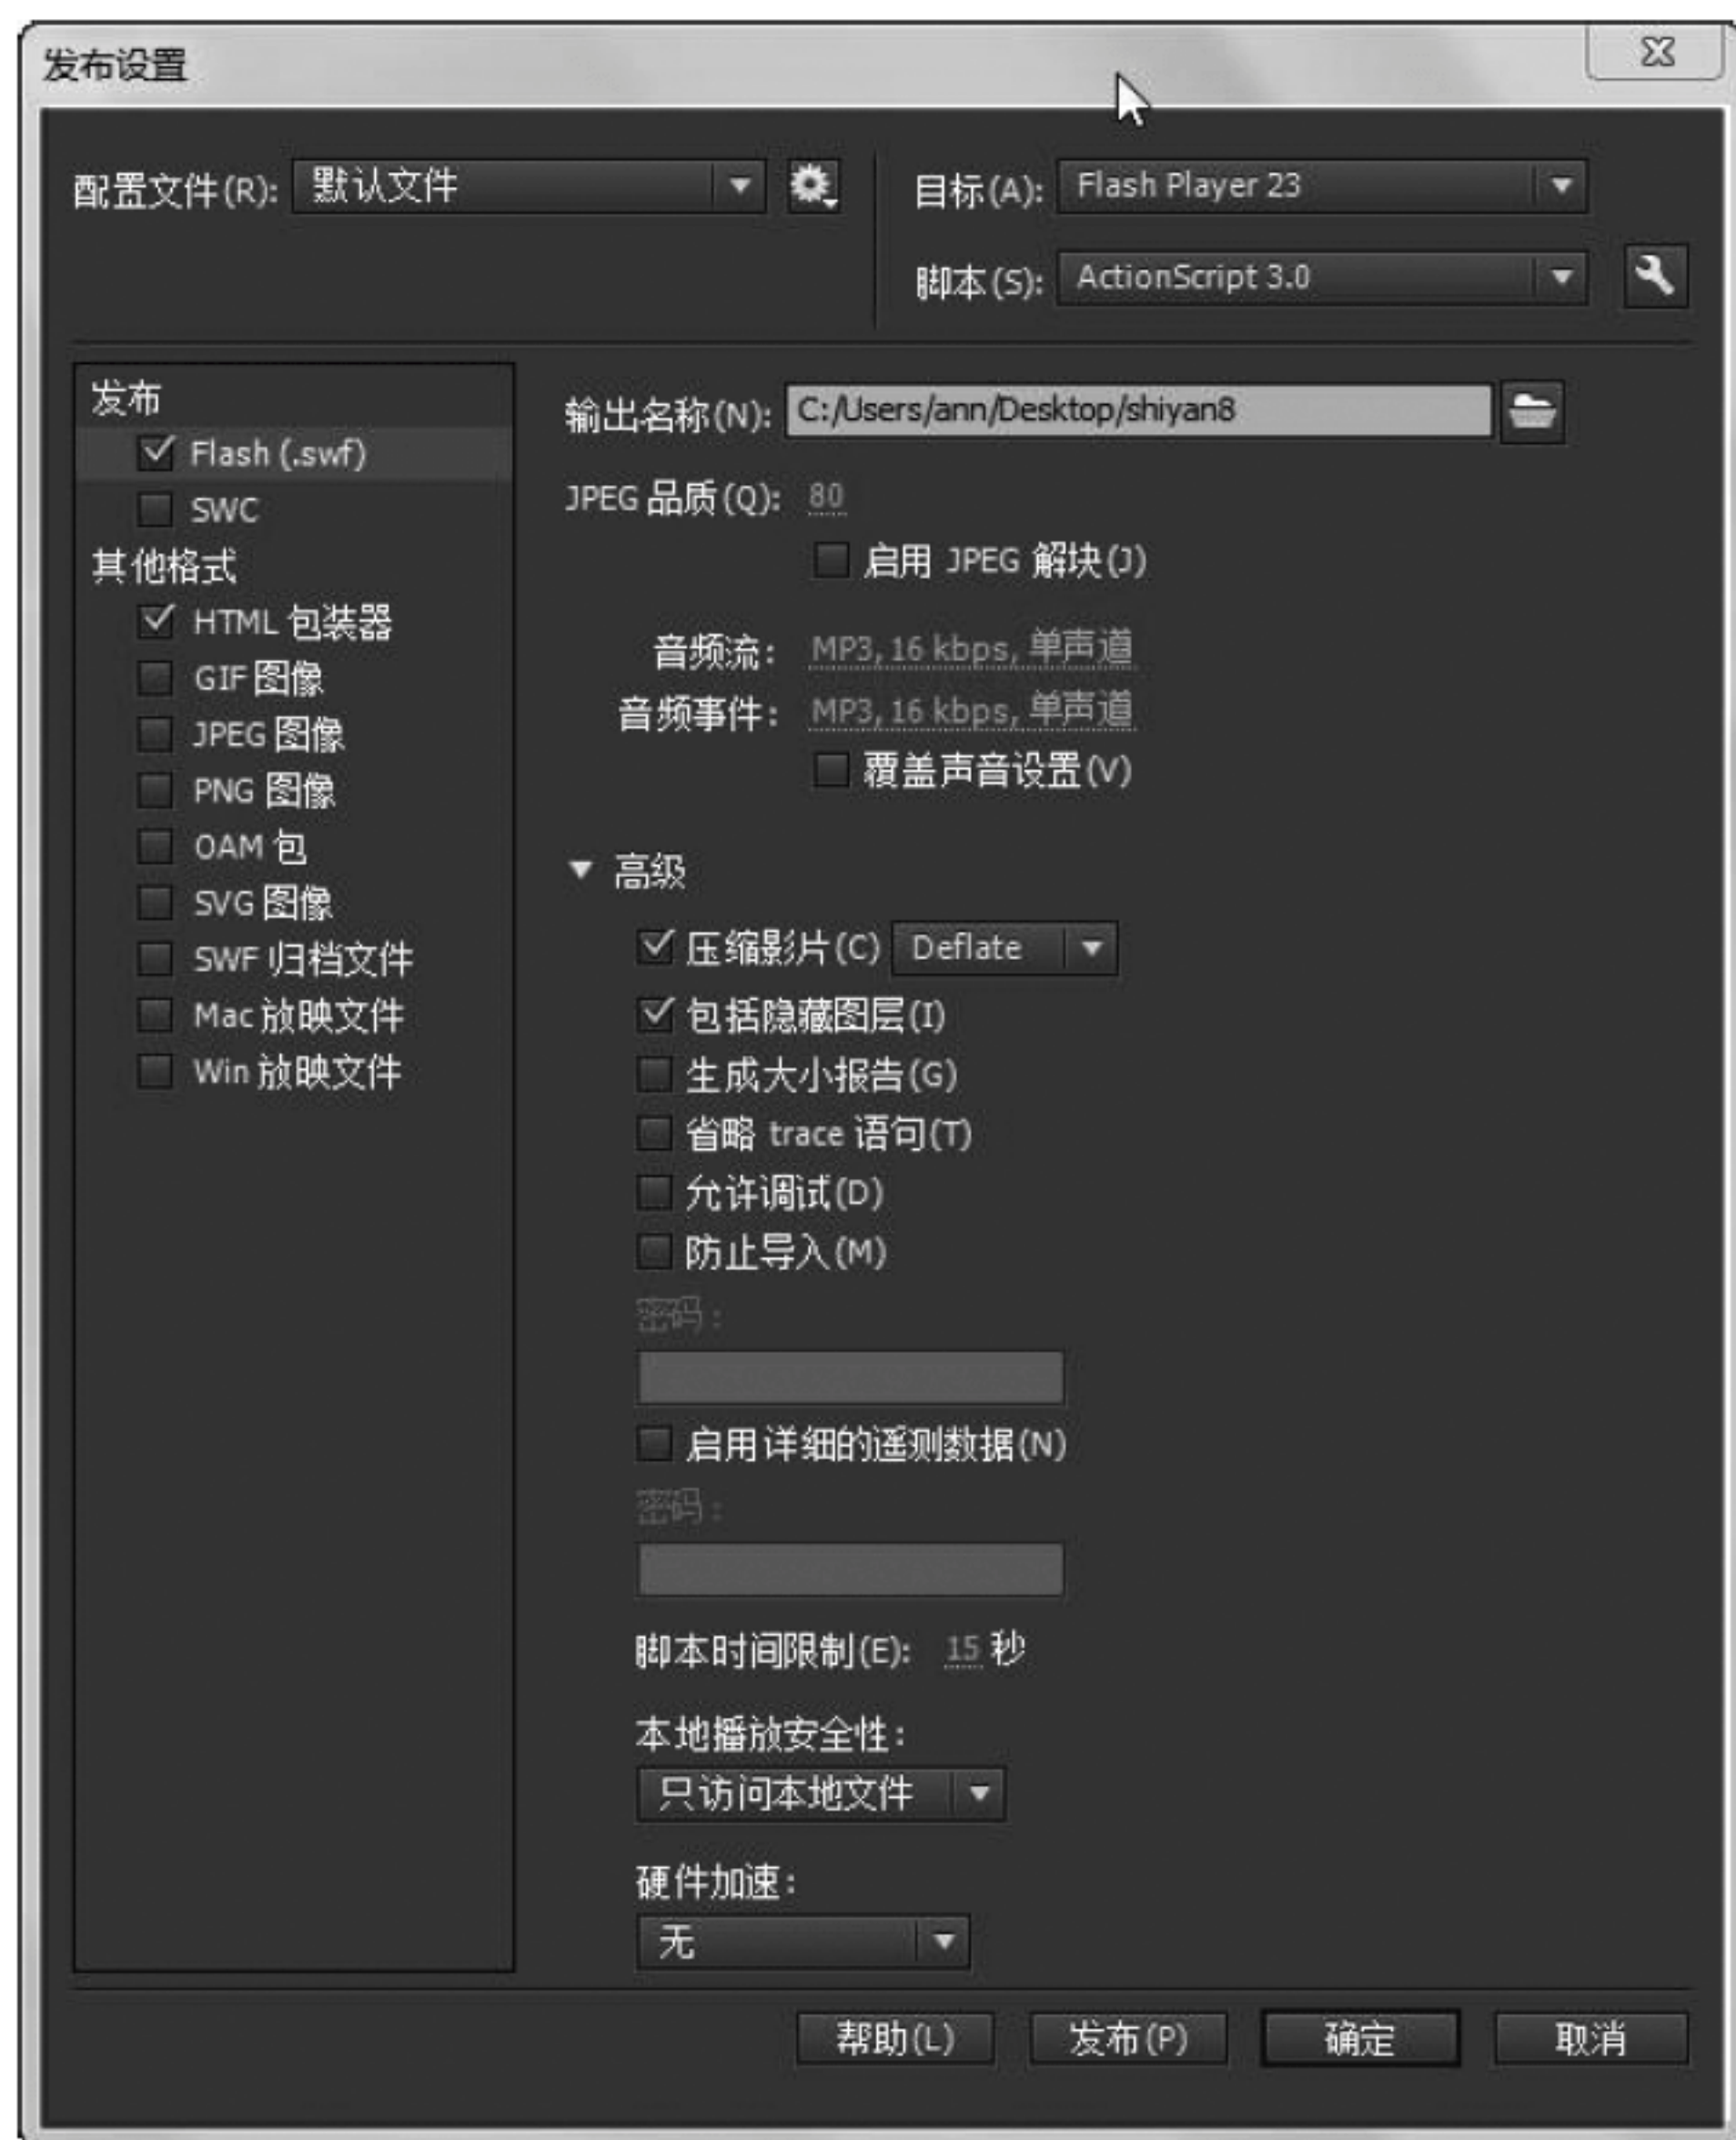 发布设置
配置文件(R): 默认文件
目标(A): Flash Player 23
脚本(S): ActionScript 3.0
发布
Flash (.swf)
SWC
其他格式
HTML 包装器
GIF 图像
JPEG 图像
PNG 图像
OAM 包
SVG 图像
SWF 归档文件
Mac 放映文件
Win 放映文件
输出名称(N): C:/Users/ann/Desktop/shiyan8
JPEG 品质(Q): 80
启用 JPEG 解块(J)
音频流: MP3, 16 kbps, 单声道
音频事件: MP3, 16 kbps, 单声道
覆盖声音设置(V)
高级
压缩影片(C) Deflate
包括隐藏图层(I)
生成大小报告(G)
省略 trace 语句(T)
允许调试(D)
防止导入(M)
密码:
启用详细的遥测数据(N)
密码:
脚本时间限制(E): 15 秒
本地播放安全性:
只访问本地文件
硬件加速:
无
帮助(L) 发布(P) 确定 取消